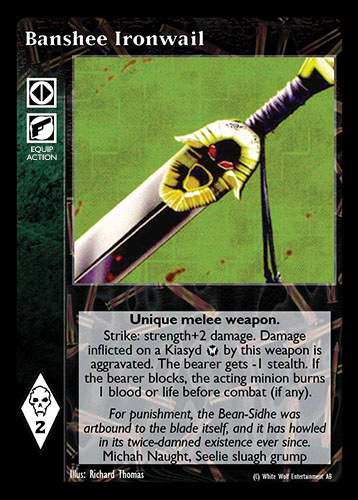 Banshee Ironwail
EQUIP
ACTION
Unique melee weapon.
Strike: strength+2 damage. Damage
inflicted on a Kiasyd by this weapon is
aggravated. The bearer gets -1 stealth. If
the bearer blocks, the acting minion burns
1 blood or life before combat (if any).
For punishment, the Bean-Sidhe was
artbound to the blade itself, and it has howled
in its twice-damned existence ever since.
Michah Naught, Seelie sluagh grump
2
Illus: Richard Thomas
(C) White Wolf Entertainment AB